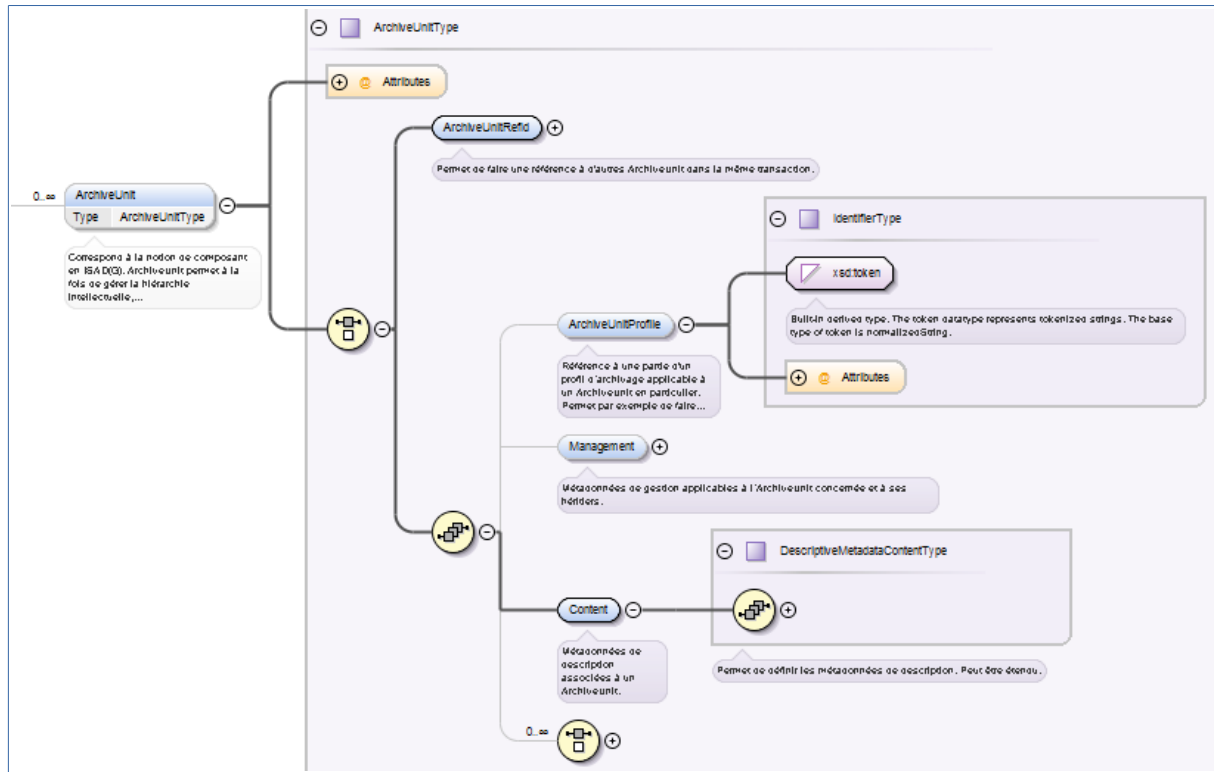 ArchiveUnitType
@ Attributes
ArchiveUnitRefId
Permet de faire une référence à d'autres ArchiveUnit dans la même transaction.
0..∞
ArchiveUnit
Type ArchiveUnitType
Correspond à la notion de composant
en ISAD(G). ArchiveUnit permet à la
fois de gérer la hiérarchie
intellectuelle,...
IdentifierType
xsd:token
Built-in derived type. The token datatype represents tokenized strings. The base
type of token is normalizedString.
@ Attributes
ArchiveUnitProfile
Référence à une partie d'un
profil d'archivage applicable à
un ArchiveUnit en particulier.
Permet par exemple de faire...
Management
Métadonnées de gestion applicables à l'ArchiveUnit concernée et à ses
héritiers.
DescriptiveMetadataContentType
Content
Métadonnées de
description
associées à un
ArchiveUnit.
Permet de définir les métadonnées de description. Peut être étendu.
0..∞